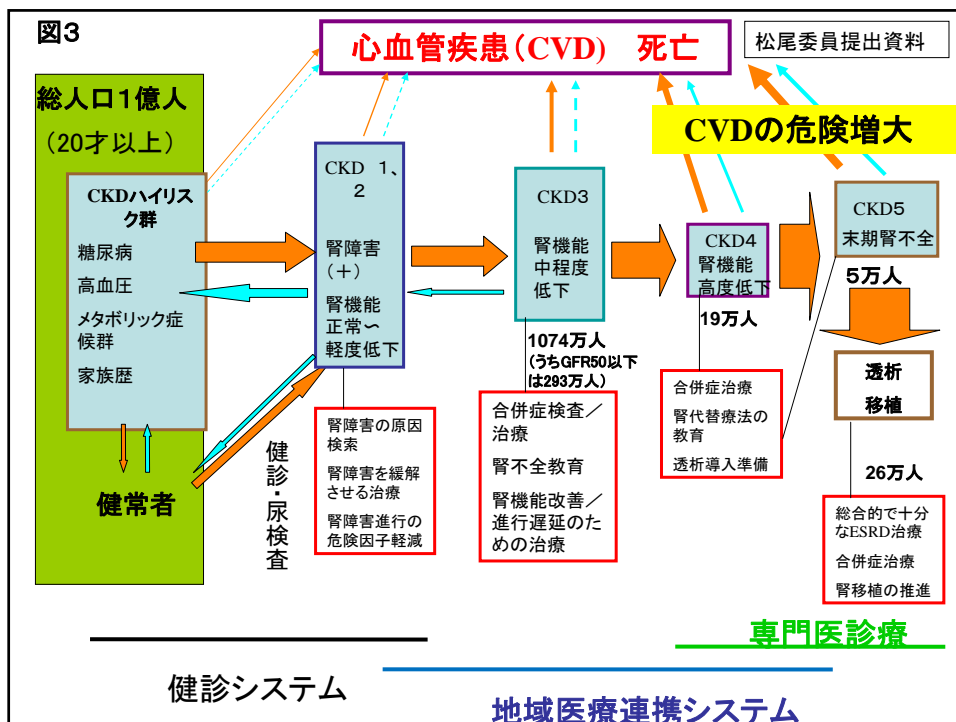 図3
心血管疾患(CVD) 死亡
松尾委員提出資料
総人口1億人
(20才以上)
CVDの危険増大
CKDハイリス
ク群
糖尿病
高血圧
メタボリック症
候群
家族歴
健常者
CKD 1、
2
腎障害
(+)
腎機能
正常~
軽度低下
健診・尿検査
腎障害の原因
検索
腎障害を緩解
させる治療
腎障害進行の
危険因子軽減
CKD3
腎機能
中程度
低下
1074万人
(うちGFR50以下
は293万人)
合併症検査/
治療
腎不全教育
腎機能改善/
進行遅延のた
めの治療
CKD4
腎機能
高度低下
19万人
合併症治療
腎代替療法の
教育
透析導入準備
CKD5
末期腎不全
5万人
透析
移植
26万人
総合的で十分
なESRD治療
合併症治療
腎移植の推進
専門医診療
健診システム
地域医療連携システム